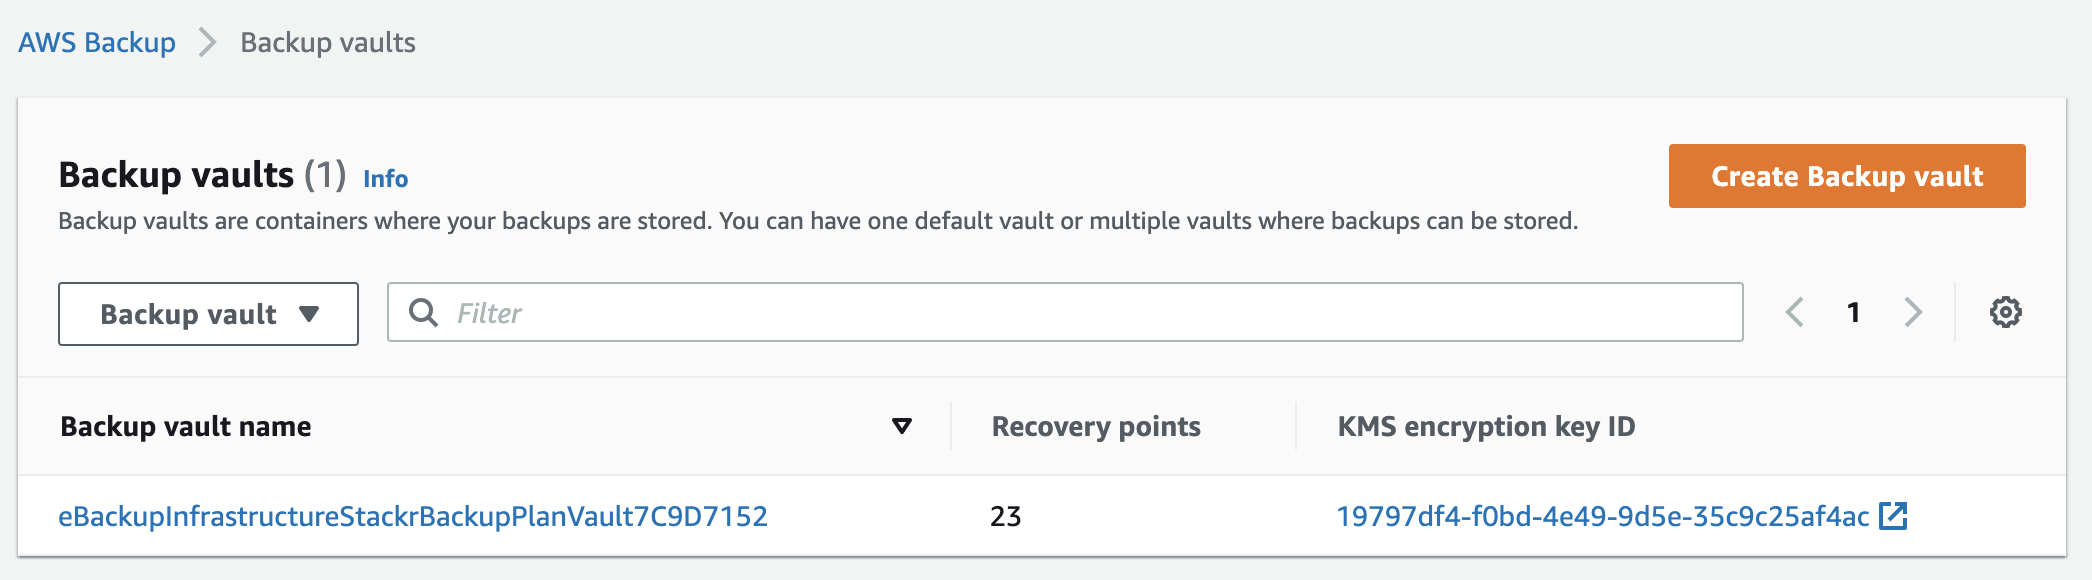 AWS Backup > Backup vaults
Backup vaults (1) Info
Create Backup vault
Backup vaults are containers where your backups are stored. You can have one default vault or multiple vaults where backups can be stored.
Backup vault Filter 1
Backup vault name Recovery points KMS encryption key ID
eBackupInfrastructureStackrBackupPlanVault7C9D7152 23 19797df4-f0bd-4e49-9d5e-35c9c25af4ac